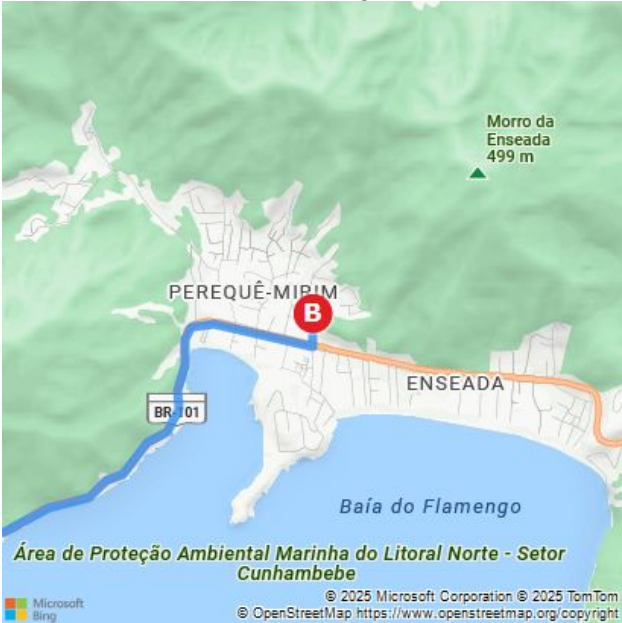 Morro da
Enseada
499 m
PEREQUÊ-MIRIM
B
ENSEADA
BR-101
Baía do Flamengo
Área de Proteção Ambiental Marinha do Litoral Norte - Setor
Cunhambebe
Microsoft
Bing
© 2025 Microsoft Corporation © 2025 TomTom
© OpenStreetMap https://www.openstreetmap.org/copyright